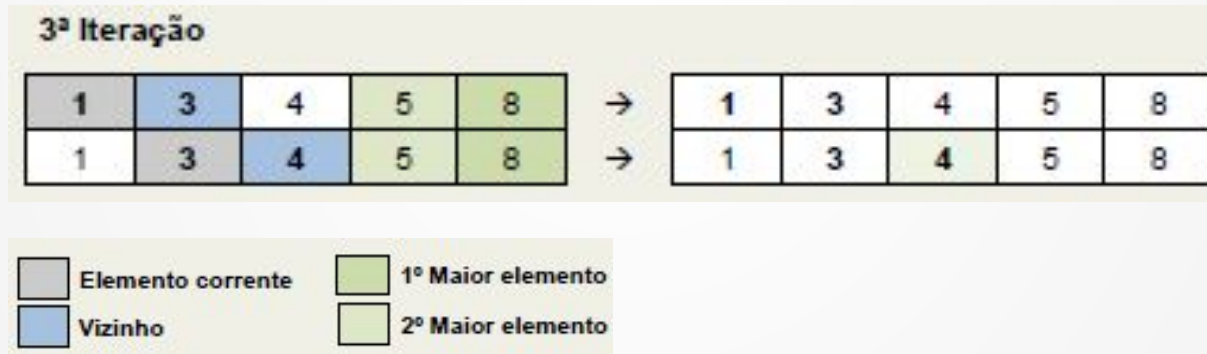 3ª Iteração
1 3 4 5 8 → 1 3 4 5 8
1 3 4 5 8 → 1 3 4 5 8
Elemento corrente 1º Maior elemento
Vizinho 2º Maior elemento